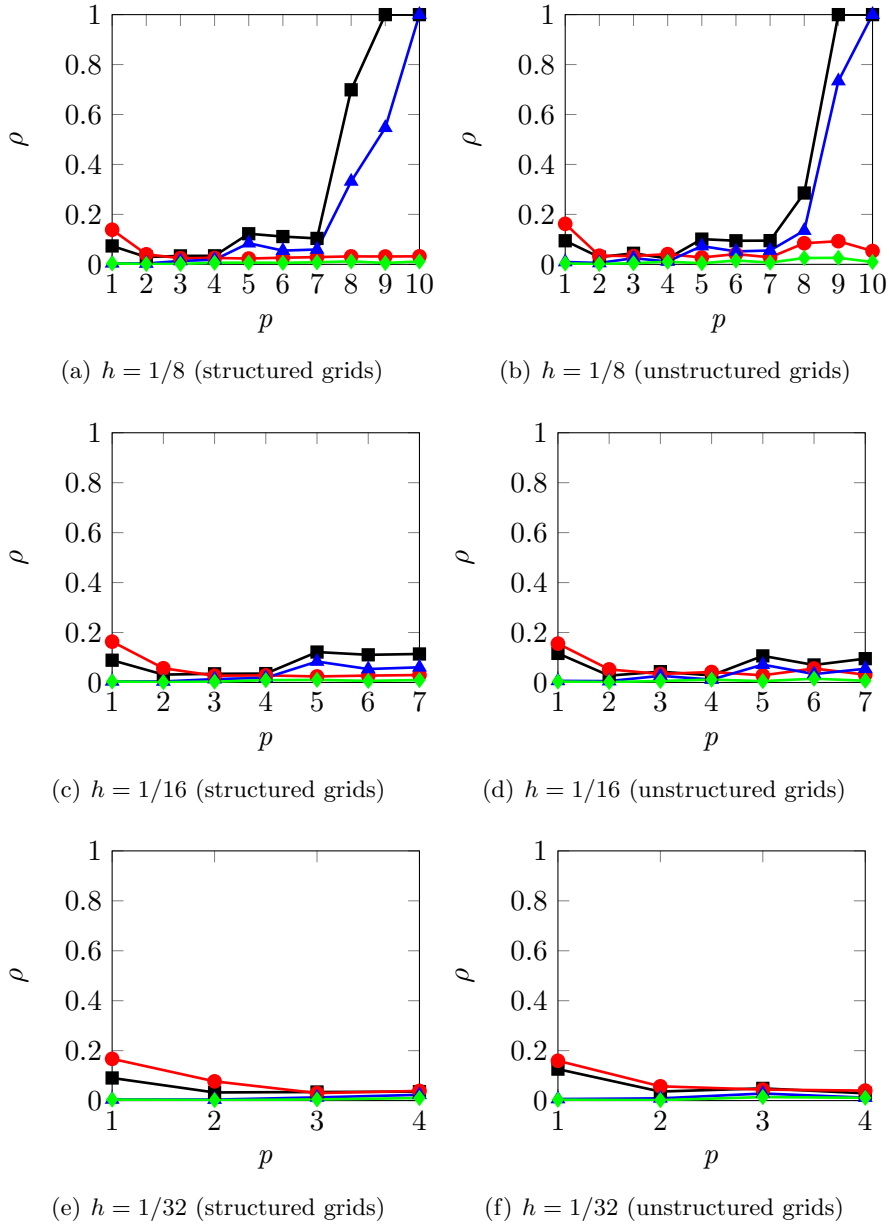 1
0.8
0.6
0.4
0.2
0
1 2 3 4 5 6 7 8 9 10
ρ
p
(a) h = 1/8 (structured grids)
1
0.8
0.6
0.4
0.2
0
1 2 3 4 5 6 7 8 9 10
ρ
p
(b) h = 1/8 (unstructured grids)
1
0.8
0.6
0.4
0.2
0
1 2 3 4 5 6 7
ρ
p
(c) h = 1/16 (structured grids)
1
0.8
0.6
0.4
0.2
0
1 2 3 4 5 6 7
ρ
p
(d) h = 1/16 (unstructured grids)
1
0.8
0.6
0.4
0.2
0
1 2 3 4
ρ
p
(e) h = 1/32 (structured grids)
1
0.8
0.6
0.4
0.2
0
1 2 3 4
ρ
p
(f) h = 1/32 (unstructured grids)